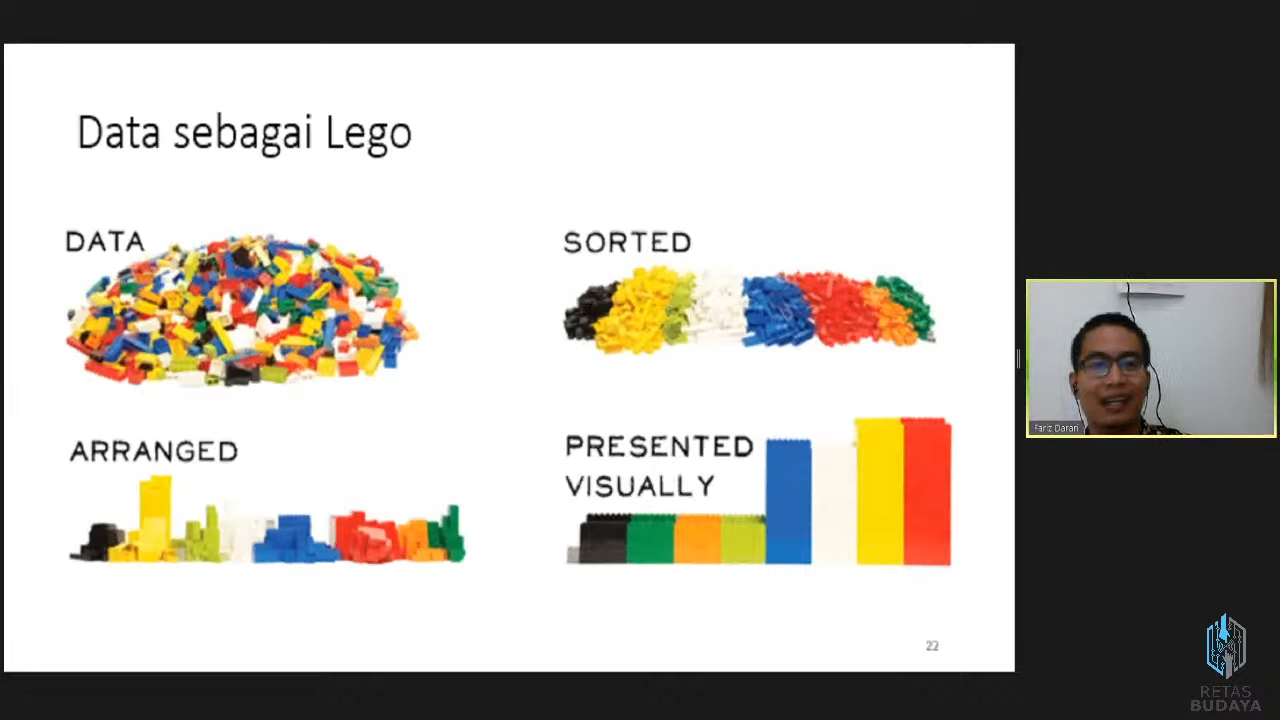 Data sebagai Lego
DATA
SORTED
ARRANGED
PRESENTED
VISUALLY
22
Fariz Darari
RETAS
BUDAYA